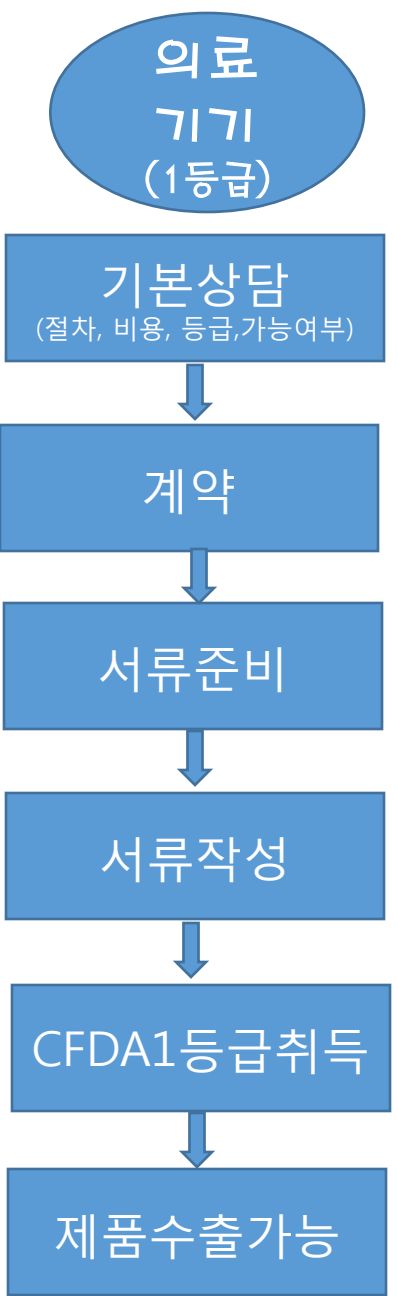 의료
기기
(1등급)
기본상담
(절차, 비용, 등급,가능여부)
계약
서류준비
서류작성
CFDA1등급취득
제품수출가능